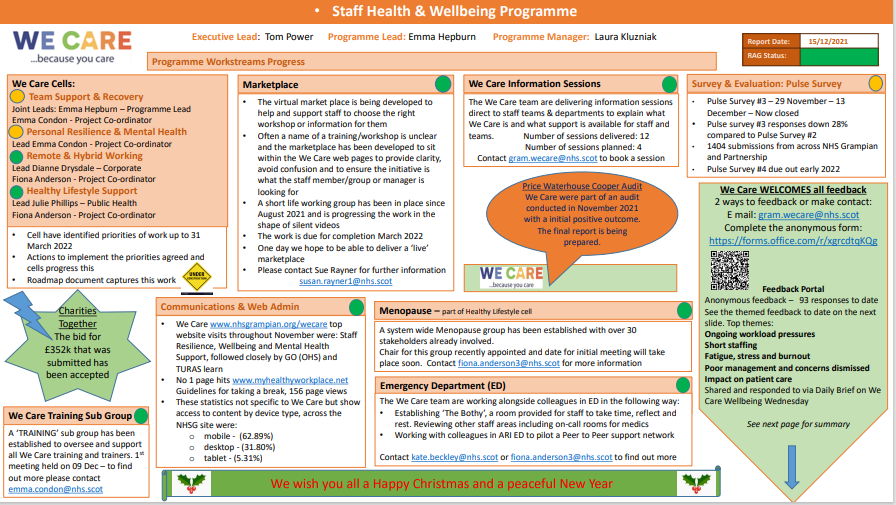 • Staff Health & Wellbeing Programme
WE CARE
...because you care
Executive Lead: Tom Power Programme Lead: Emma Hepburn Programme Manager: Laura Kluzniak
Programme Workstreams Progress
Report Date: 15/12/2021
RAG Status:
We Care Cells:
Team Support & Recovery
Joint Leads: Emma Hepburn – Programme Lead
Emma Condon - Project Co-ordinator
Personal Resilience & Mental Health
Lead Emma Condon - Project Co-ordinator
Remote & Hybrid Working
Lead Dianne Drysdale – Corporate
Fiona Anderson - Project Co-ordinator
Healthy Lifestyle Support
Lead Julie Phillips – Public Health
Fiona Anderson - Project Co-ordinator
• Cell have identified priorities of work up to 31
March 2022
• Actions to implement the priorities agreed and
cells progress this
• Roadmap document captures this work
UNDER
CONSTRUCTION
Marketplace
• The virtual market place is being developed to
help and support staff to choose the right
workshop or information for them
• Often a name of a training/workshop is unclear
and the marketplace has been developed to sit
within the We Care web pages to provide clarity,
avoid confusion and to ensure the initiative is
what the staff member/group or manager is
looking for
• A short life working group has been in place since
August 2021 and is progressing the work in the
shape of silent videos
• The work is due for completion March 2022
• One day we hope to be able to deliver a 'live'
marketplace
• Please contact Sue Rayner for further information
susan.rayner1@nhs.scot
We Care Information Sessions
The We Care team are delivering information sessions
direct to staff teams & departments to explain what
We Care is and what support is available for staff and
teams. Number of sessions delivered: 12
Number of sessions planned: 4
Contact gram.wecare@nhs.scot to book a session
Price Waterhouse Cooper Audit
We Care were part of an audit
conducted in November 2021
with a initial positive outcome.
The final report is being
prepared.
WE CARE
...because you care
Survey & Evaluation: Pulse Survey
• Pulse Survey #3 – 29 November – 13
December – Now closed
• Pulse survey #3 responses down 28%
compared to Pulse Survey #2
• 1404 submissions from across NHS Grampian
and Partnership
• Pulse Survey #4 due out early 2022
We Care WELCOMES all feedback
2 ways to feedback or make contact:
E mail: gram.wecare@nhs.scot
Complete the anonymous form:
https://forms.office.com/r/xgrcdtqKQg
Feedback Portal
Anonymous feedback – 93 responses to date
See the themed feedback to date on the next
slide. Top themes:
Ongoing workload pressures
Short staffing
Fatigue, stress and burnout
Poor management and concerns dismissed
Impact on patient care
Shared and responded to via Daily Brief on We
Care Wellbeing Wednesday
See next page for summary
Charities
Together
The bid for
£352k that was
submitted has
been accepted
We Care Training Sub Group
A 'TRAINING' sub group has been
established to oversee and support
all We Care training and trainers. 1st
meeting held on 09 Dec – to find
out more please contact
emma.condon@nhs.scot
Communications & Web Admin
• We Care www.nhsgrampian.org/wecare top
website visits throughout November were: Staff
Resilience, Wellbeing and Mental Health
Support, followed closely by GO (OHS) and
TURAS learn
• No 1 page hits www.myhealthyworkplace.net
Guidelines for taking a break, 156 page views
• These statistics not specific to We Care but show
access to content by device type, across the
NHSG site were:
o mobile - (62.89%)
o desktop - (31.80%)
o tablet - (5.31%)
Menopause – part of Healthy Lifestyle cell
A system wide Menopause group has been established with over 30
stakeholders already involved.
Chair for this group recently appointed and date for initial meeting will take
place soon. Contact fiona.anderson3@nhs.scot for more information
Emergency Department (ED)
The We Care team are working alongside colleagues in ED in the following way:
• Establishing 'The Bothy', a room provided for staff to take time, reflect and
rest. Reviewing other staff areas including on-call rooms for medics
• Working with colleagues in ARI ED to pilot a Peer to Peer support network
Contact kate.beckley@nhs.scot or fiona.anderson3@nhs.scot to find out more
We wish you all a Happy Christmas and a peaceful New Year